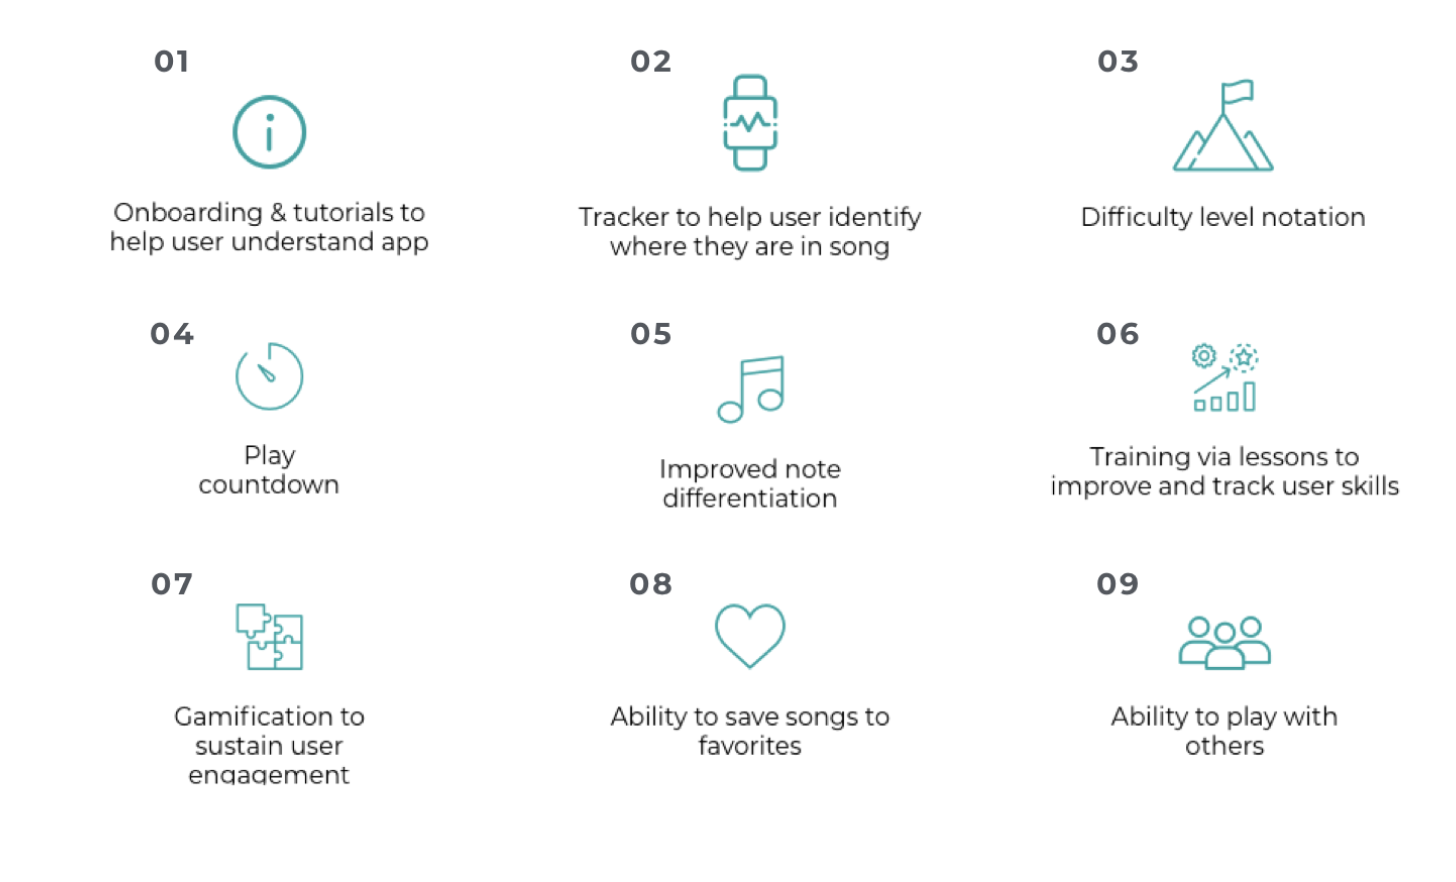 01
Onboarding & tutorials to
help user understand app
02
Tracker to help user identify
where they are in song
03
Difficulty level notation
04
Play
countdown
05
Improved note
differentiation
06
Training via lessons to
improve and track user skills
07
Gamification to
sustain user
engagement
08
Ability to save songs to
favorites
09
Ability to play with
others